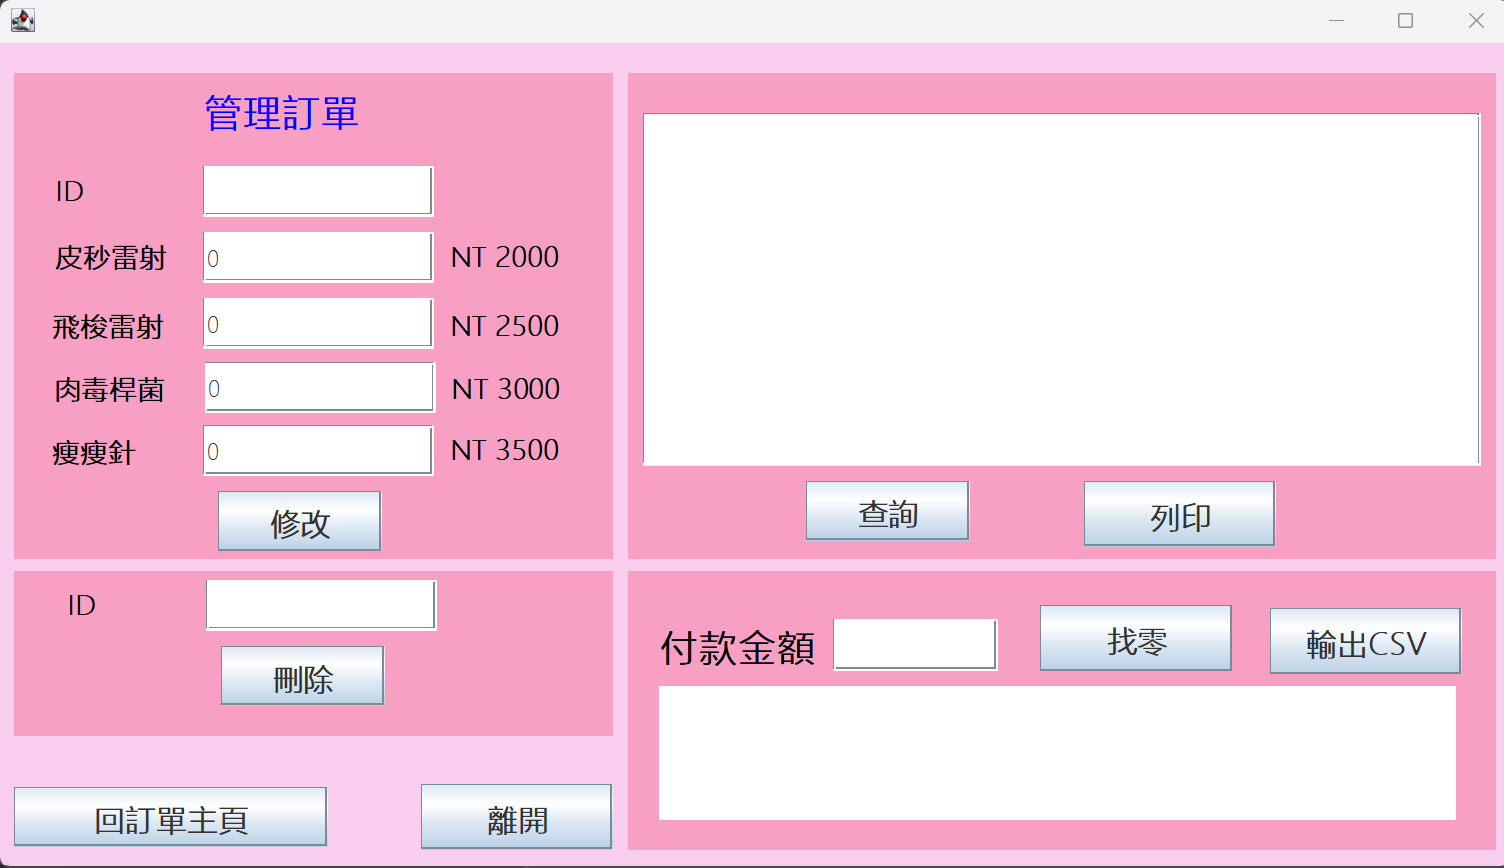 管理訂單
ID
皮秒雷射 0 NT 2000
飛梭雷射 0 NT 2500
肉毒桿菌 0 NT 3000
瘦瘦針 0 NT 3500
修改
查詢 列印
ID
刪除
付款金額 找零 輸出CSV
回訂單主頁 離開